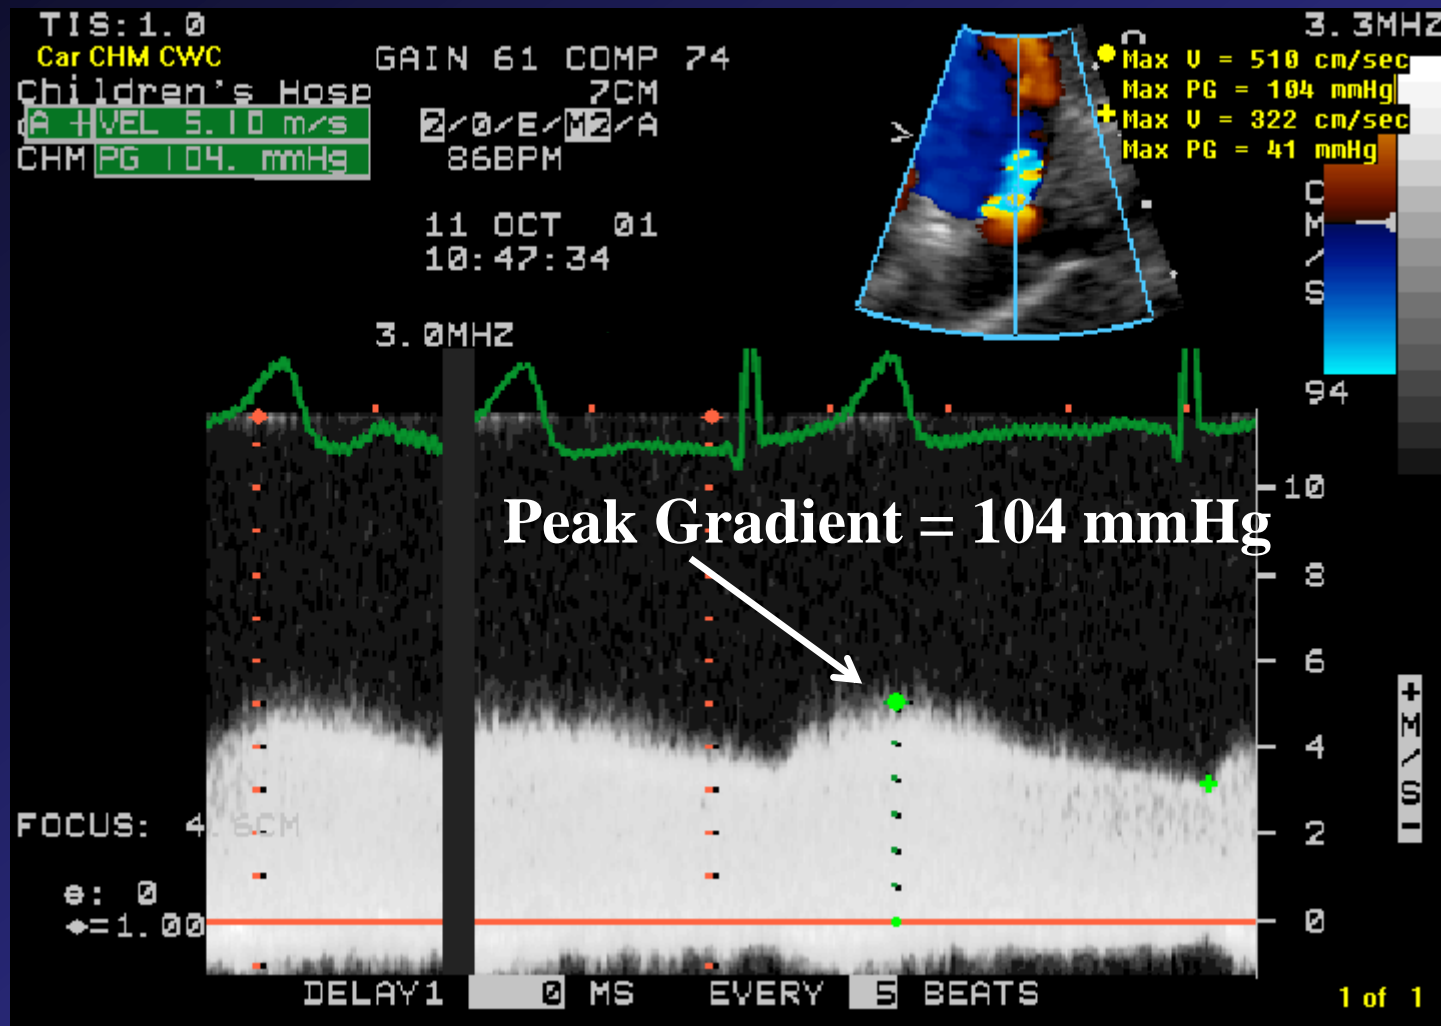 TIS:1.0
Car CHM CWC
Children's Hosp
A + VEL 5.10 m/s
CHM PG 104. mmHg
GAIN 61 COMP 74
7CM
2/0/E/M2/A
86BPM
11 OCT 01
10:47:34
3.0MHZ
3.3MHZ
Max V = 510 cm/sec
Max PG = 104 mmHg
Max V = 322 cm/sec
Max PG = 41 mmHg
CM/S
94
Peak Gradient = 104 mmHg
10
8
6
4
2
0
+M/S-
FOCUS: 4.6CM
θ: 0
=1.00
DELAY1 0 MS EVERY 5 BEATS
1 of 1